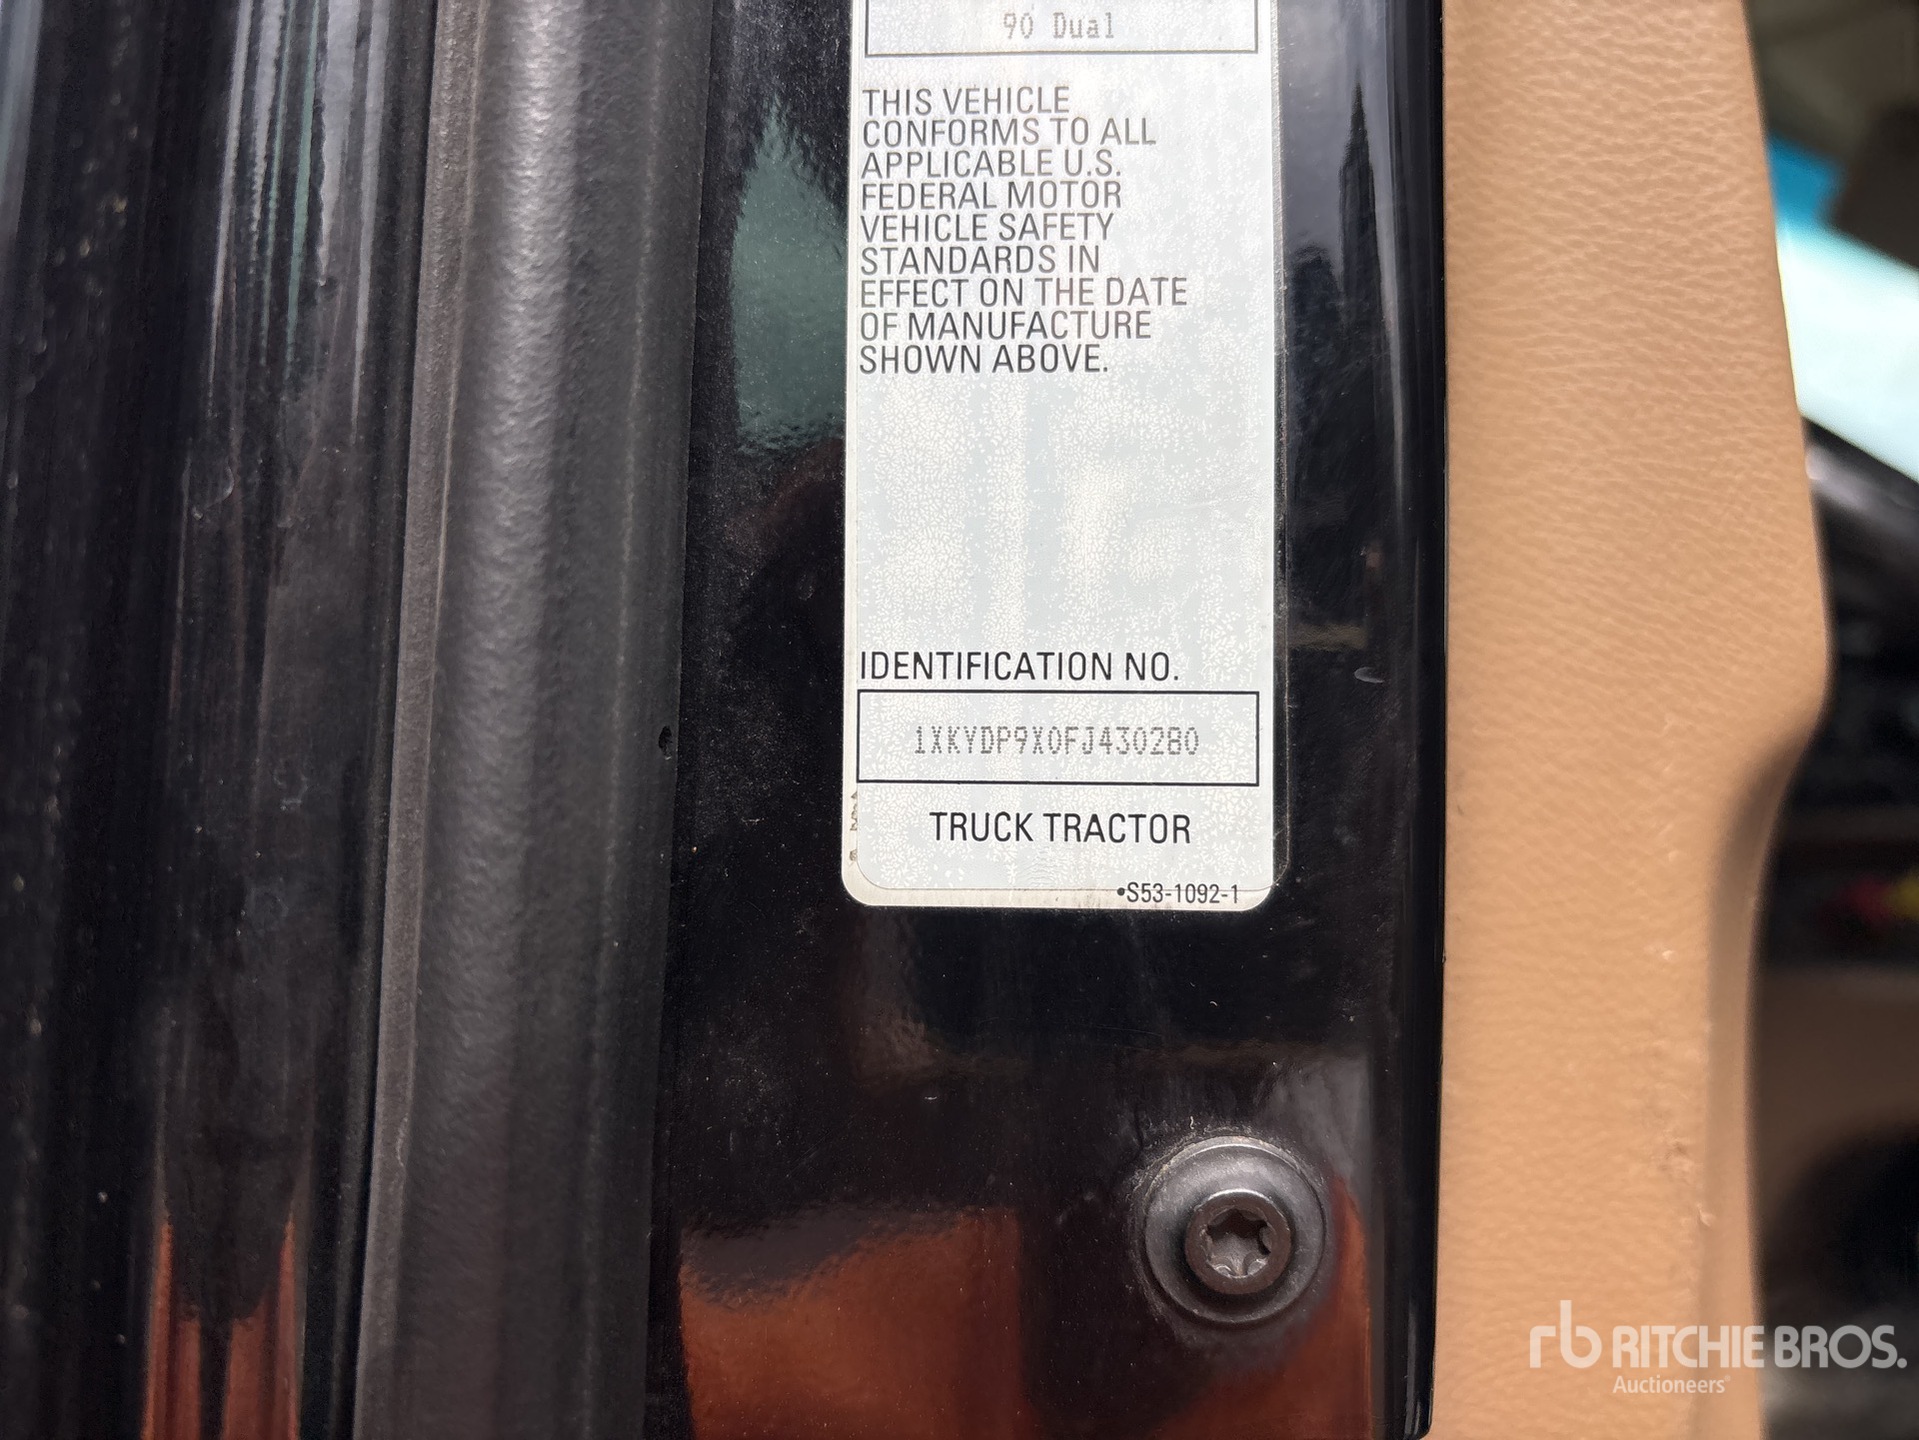 90 Dual
THIS VEHICLE
CONFORMS TO ALL
APPLICABLE U.S.
FEDERAL MOTOR
VEHICLE SAFETY
STANDARDS IN
EFFECT ON THE DATE
OF MANUFACTURE
SHOWN ABOVE.
IDENTIFICATION NO.
1XKYDP9X0FJ430280
TRUCK TRACTOR
•S53-1092-1
rb RITCHIE BROS.
Auctioneers